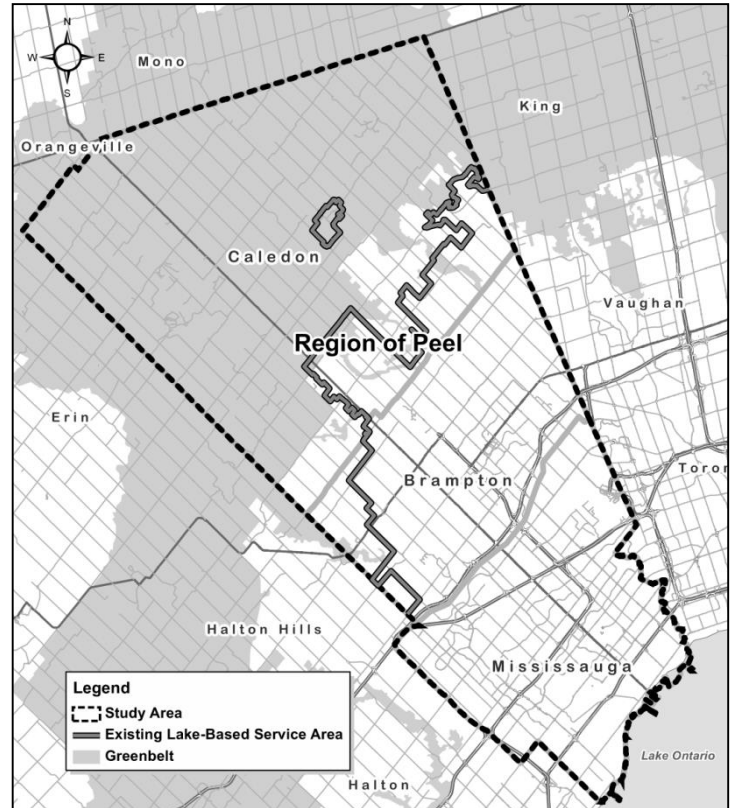 N
W E
S
Mono
King
Orangeville
Caledon
Vaughan
Region of Peel
Erin
Brampton
Halton Hills
Mississauga
Legend
Study Area
Existing Lake-Based Service Area
Greenbelt
Lake Ontario
Halton